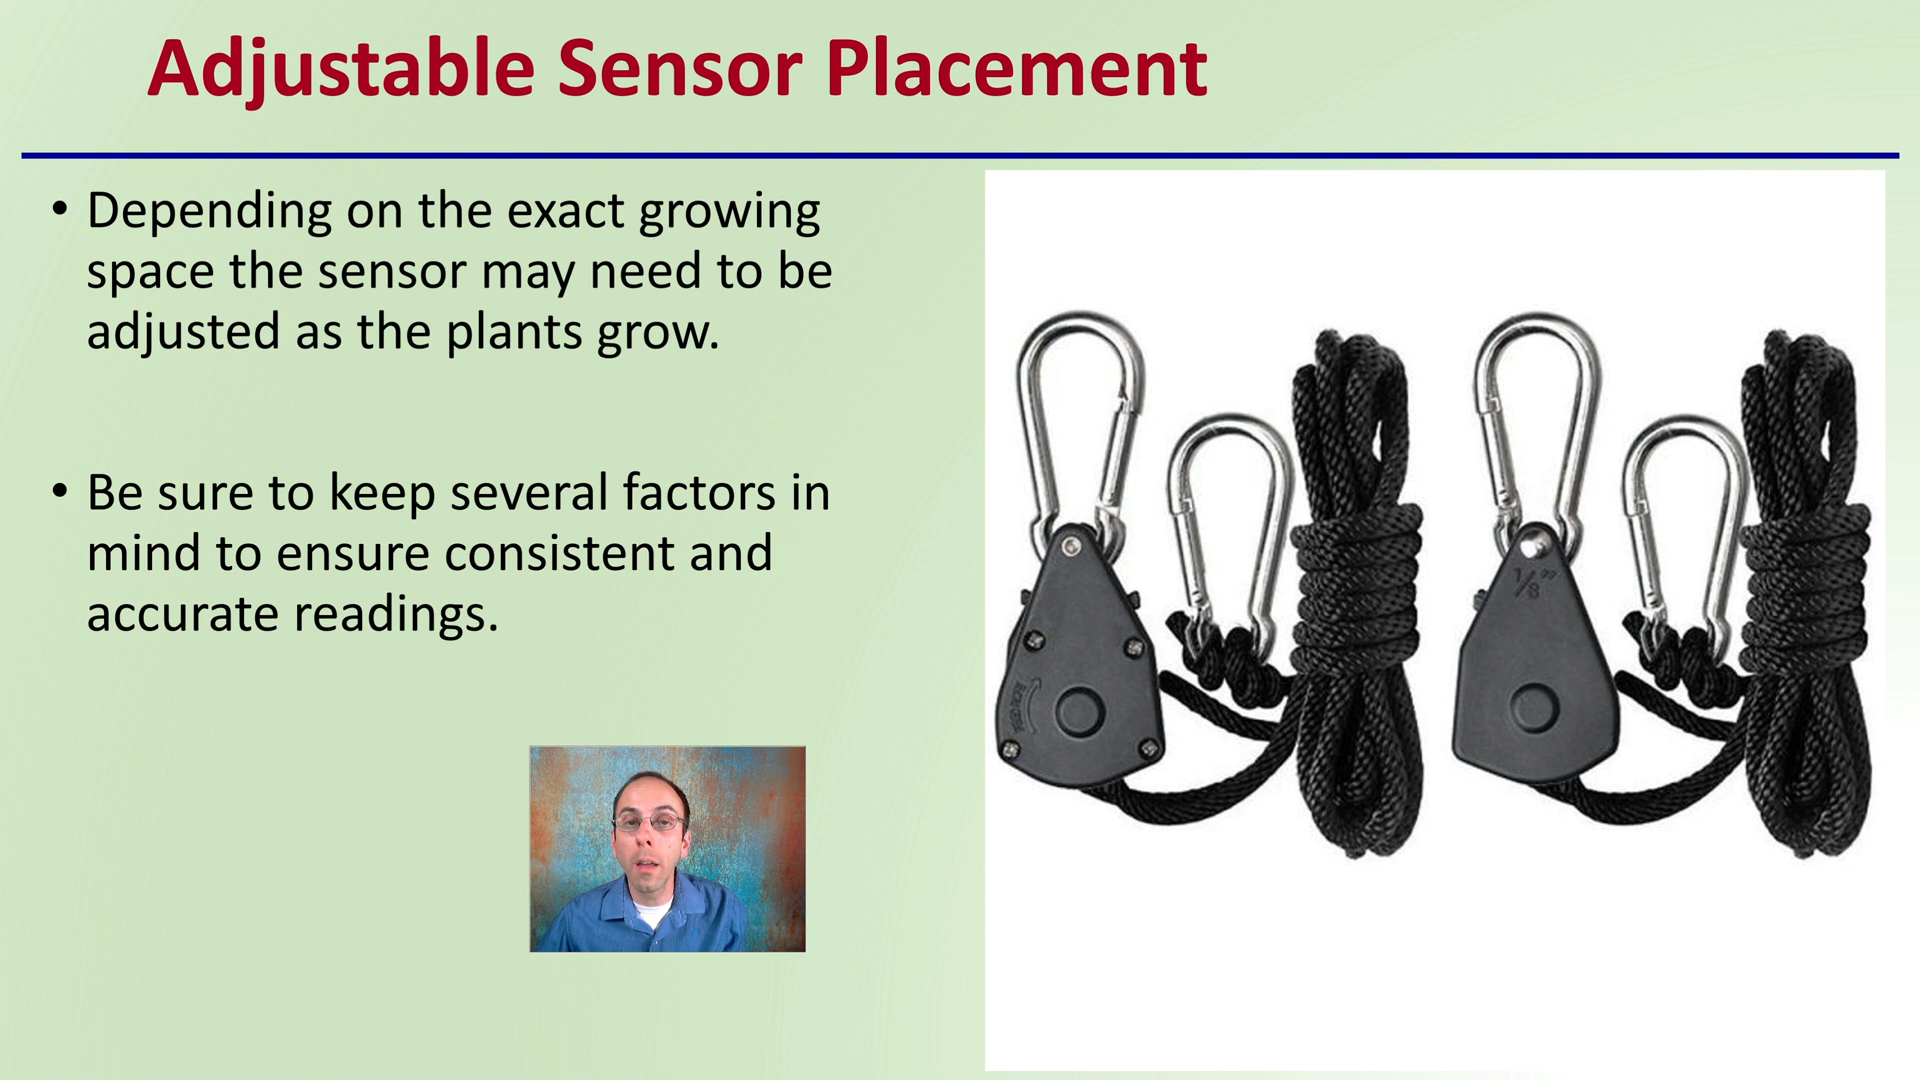 Adjustable Sensor Placement
• Depending on the exact growing
space the sensor may need to be
adjusted as the plants grow.
• Be sure to keep several factors in
mind to ensure consistent and
accurate readings.
1/8”